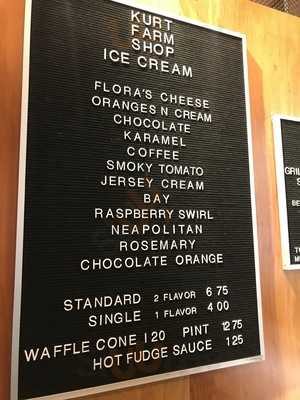 KURT
FARM
SHOP
ICE CREAM
FLORA'S CHEESE
ORANGES N CREAM
CHOCOLATE
KARAMEL
COFFEE
SMOKY TOMATO
JERSEY CREAM
BAY
RASPBERRY SWIRL
NEAPOLITAN
ROSEMARY
CHOCOLATE ORANGE
STANDARD 2 FLAVOR 6 75
SINGLE 1 FLAVOR 4 00
WAFFLE CONE 1 20 PINT 12 75
HOT FUDGE SAUCE 1 25